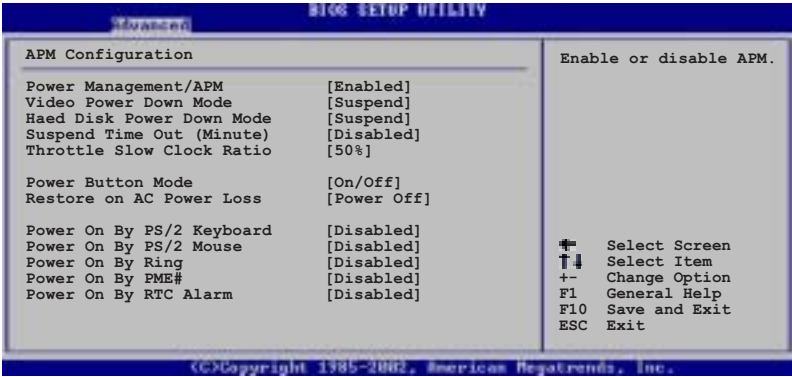 BIOS SETUP UTILITY
Advanced
APM Configuration
Power Management/APM [Enabled]
Video Power Down Mode [Suspend]
Haed Disk Power Down Mode [Suspend]
Suspend Time Out (Minute) [Disabled]
Throttle Slow Clock Ratio [50%]
Power Button Mode [On/Off]
Restore on AC Power Loss [Power Off]
Power On By PS/2 Keyboard [Disabled]
Power On By PS/2 Mouse [Disabled]
Power On By Ring [Disabled]
Power On By PME# [Disabled]
Power On By RTC Alarm [Disabled]
Enable or disable APM.
Select Screen
↑↓ Select Item
+- Change Option
F1 General Help
F10 Save and Exit
ESC Exit
(C)Copyright 1985-2002, American Megatrends, Inc.